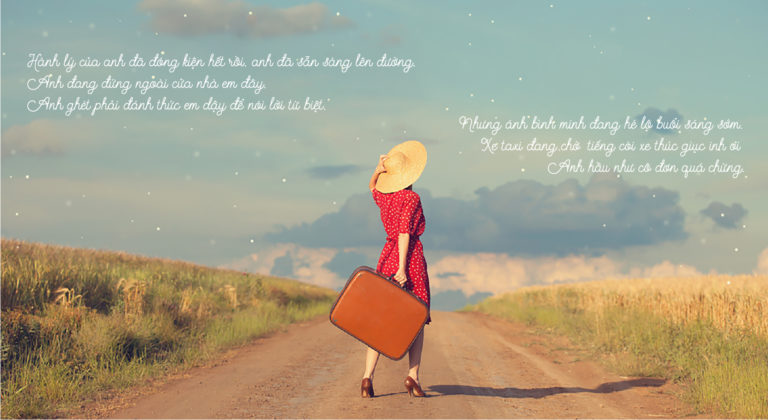 Hành lý của anh đã đóng kiện hết rồi, anh đã sẵn sàng lên đường.
Anh đang đứng ngoài cửa nhà em đây.
Anh ghét phải đánh thức em dậy để nói lời từ biệt.
Nhưng ánh bình minh đang hé lộ buổi sáng sớm.
Xe taxi đang chờ tiếng còi xe thúc giục inh ỏi
Anh hầu như cô đơn quá chừng.